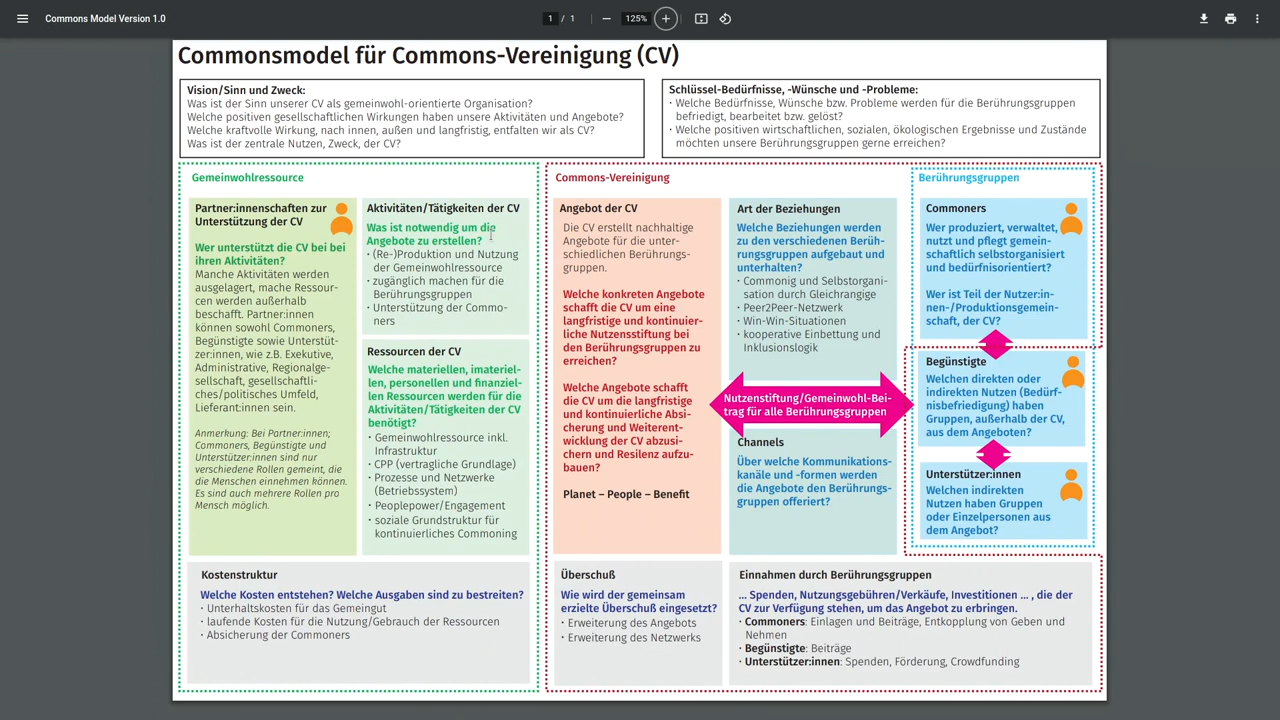 Commons Model Version 1.0
1 / 1
125%
Commonsmodel für Commons-Vereinigung (CV)
Vision/Sinn und Zweck:
Was ist der Sinn unserer CV als gemeinwohl-orientierte Organisation?
Welche positiven gesellschaftlichen Wirkungen haben unsere Aktivitäten und Angebote?
Welche kraftvolle Wirkung, nach innen, außen und langfristig, entfalten wir als CV?
Was ist der zentrale Nutzen, Zweck, der CV?
Schlüssel-Bedürfnisse, -Wünsche und -Probleme:
· Welche Bedürfnisse, Wünsche bzw. Probleme werden für die Berührungsgruppen
befriedigt, bearbeitet bzw. gelöst?
· Welche positiven wirtschaftlichen, sozialen, ökologischen Ergebnisse und Zustände
möchten unsere Berührungsgruppen gerne erreichen?
Gemeinwohlressource
Partner:innenschaften zur
Unterstützung der CV
Wer unterstützt die CV bei bei
ihren Aktivitäten?
Manche Aktivitäten werden
ausgelagert, mache Ressour-
cen werden außerhalb
beschafft. Partner:innen
können sowohl Commoners,
Begünstigte sowie Unterstüt-
zer:innen, wie z.B. Exekutive,
Administrative, Regionalge-
sellschaft, gesellschaftli-
ches/politisches Umfeld,
Lieferant:innen sein.
Anmerkung: Bei Partner:innen;
Commoners, Begünstigte und
Unterstützer:innen sind nur
verschiedene Rollen gemeint, die
die Menschen einnehmen können.
Es sind auch mehrere Rollen pro
Mensch möglich.
Aktivitäten/Tätigkeiten der CV
Was ist notwendig um die
Angebote zu erstellen?
· (Re-)Produktion und Nutzung
der Gemeinwohlressource
· zugänglich machen für die
Berührungsgruppen
· Unterstützung der Commo-
ners
Ressourcen der CV
Welche materiellen, imateriel-
len, personellen und finanziel-
len Ressourcen werden für die
Aktivitäten/Tätigkeiten der CV
benötigt?
· Gemeinwohlressource inkl.
Infrastruktur
· CPP (vertragliche Grundlage)
· Prozesse und Netzwerke
(Betriebssystem)
· Peoplepower/Engagement
· soziale Grundstruktur für
kontinuierliches Commoning
Commons-Vereinigung
Angebot der CV
Die CV erstellt nachhaltige
Angebote für die unter-
schiedlichen Berührungs-
gruppen.
Welche konkreten Angebote
schafft die CV um eine
langfristige und kontinuier-
liche Nutzensstiftung bei
den Berührungsgruppen zu
erreichen?
Welche Angebote schafft
die CV um die langfristige
und kontinuierliche Absi-
cherung und Weiterent-
wicklung der CV abzusi-
chern und Resilenz aufzu-
bauen?
Planet – People – Benefit
Art der Beziehungen
Welche Beziehungen werden
zu den verschiedenen Berüh-
rungsgruppen aufgebaut und
unterhalten?
· Commonig und Selbstorgani-
sation durch Gleichrangige
· Peer2Peer-Netzwerk
· Win-Win-Situationen
· kooperative Einbettung und
Inklusionslogik
Nutzenstiftung/Gemeinwohl-Bei-
trag für alle Berührungsgruppen
Channels
Über welche Kommunikations-
kanäle und -formen werden
die Angebote den Berührungs-
gruppen offeriert?
Berührungsgruppen
Commoners
Wer produziert, verwaltet,
nutzt und pflegt gemein-
schaftlich selbstorganisiert
und bedürfnisorientiert?
Wer ist Teil der Nutzer:in-
nen-/Produktionsgemein-
schaft, der CV?
Begünstigte
Welchen direkten oder
indirekten Nutzen (Bedürf-
nisbefriedigung) haben
Gruppen, außerhalb der CV,
aus dem Angeboten?
Unterstützer:innen
Welchen indirekten
Nutzen haben Gruppen
oder Einzelpersonen aus
dem Angebot?
Kostenstruktur
Welche Kosten entstehen? Welche Ausgaben sind zu bestreiten?
· Unterhaltskosten für das Gemeingut
· laufende Kosten für die Nutzung/Gebrauch der Ressourcen
· Absicherung der Commoners
Überschuß
Wie wird der gemeinsam
erzielte Überschuß eingesetzt?
· Erweiterung des Angebots
· Erweiterung des Netzwerks
Einnahmen durch Berührungsgruppen
... Spenden, Nutzungsgebühren/Verkäufe, Investitionen ... , die der
CV zur Verfügung stehen, um das Angebot zu erbringen.
· Commoners: Einlagen und Beiträge, Entkopplung von Geben und
Nehmen
· Begünstigte: Beiträge
· Unterstützer:innen: Spenden, Förderung, Crowdfunding